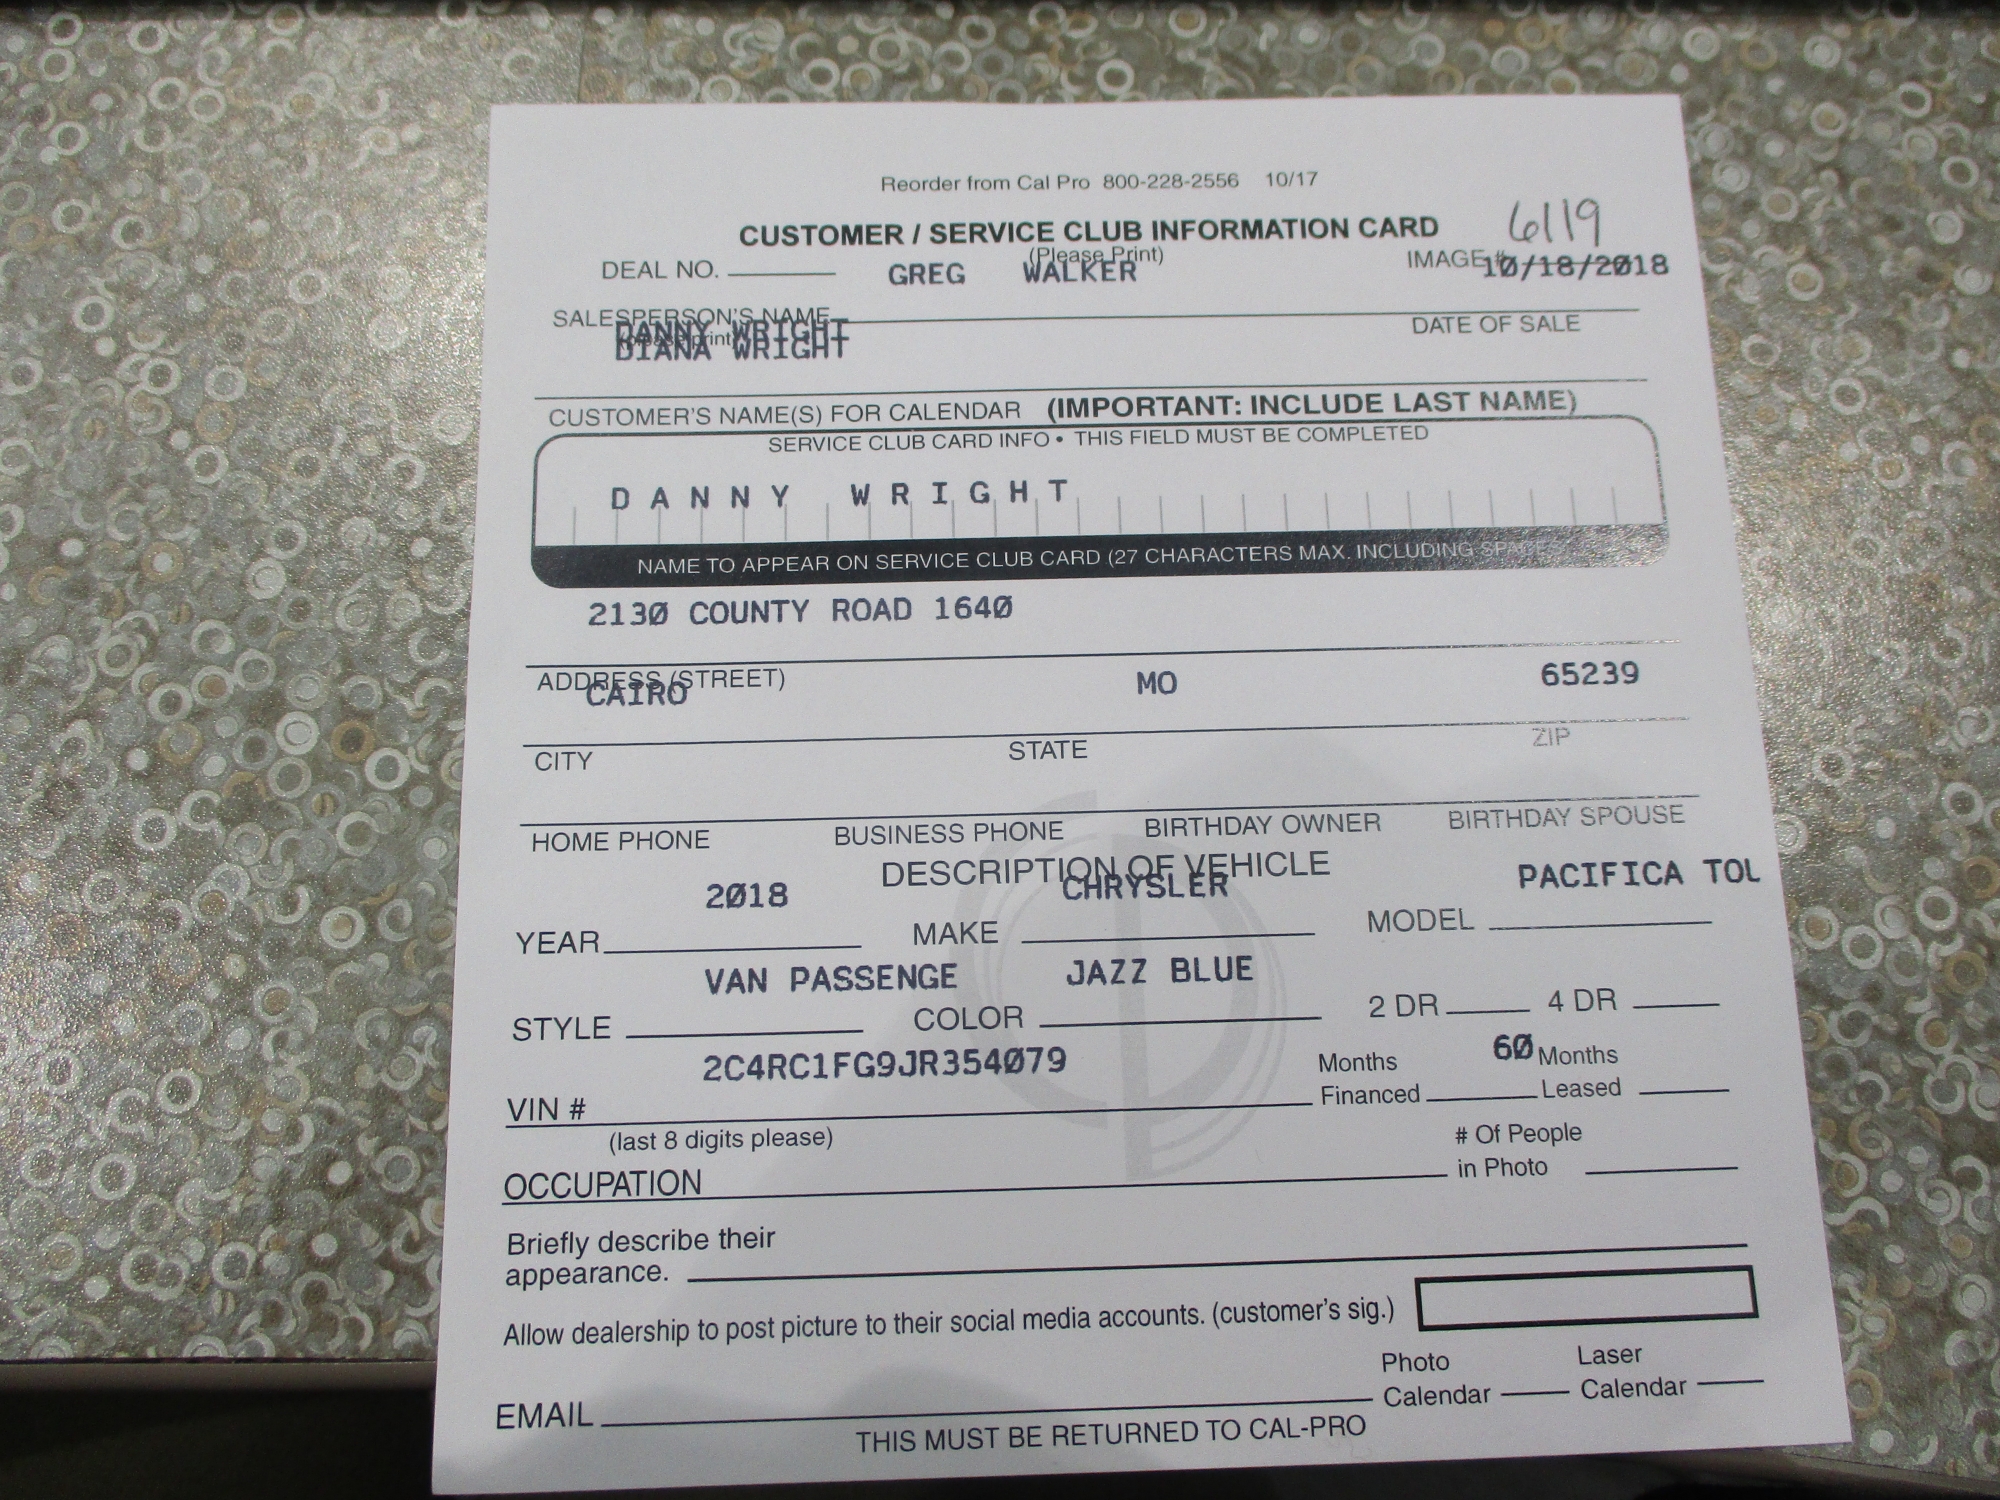 Reorder from Cal Pro 800-228-2556 10/17
CUSTOMER / SERVICE CLUB INFORMATION CARD 6119
(Please Print)
DEAL NO. GREG WALKER IMAGE # 10/18/2018
SALESPERSON'S NAME DATE OF SALE
(please print)
DANNY WRIGHT
DIANA WRIGHT
CUSTOMER'S NAME(S) FOR CALENDAR (IMPORTANT: INCLUDE LAST NAME)
SERVICE CLUB CARD INFO • THIS FIELD MUST BE COMPLETED
DANNY WRIGHT
NAME TO APPEAR ON SERVICE CLUB CARD (27 CHARACTERS MAX. INCLUDING SPACES
2130 COUNTY ROAD 1640
ADDRESS (STREET)
CAIRO MO 65239
CITY STATE ZIP
HOME PHONE BUSINESS PHONE BIRTHDAY OWNER BIRTHDAY SPOUSE
DESCRIPTION OF VEHICLE
2018 CHRYSLER PACIFICA TOU
YEAR MAKE MODEL
VAN PASSENGE JAZZ BLUE
STYLE COLOR 2 DR 4 DR
2C4RC1FG9JR354079 Months 60 Months
VIN # Financed Leased
(last 8 digits please) # Of People
OCCUPATION in Photo
Briefly describe their
appearance.
Allow dealership to post picture to their social media accounts. (customer's sig.)
Photo Laser
EMAIL Calendar Calendar
THIS MUST BE RETURNED TO CAL-PRO